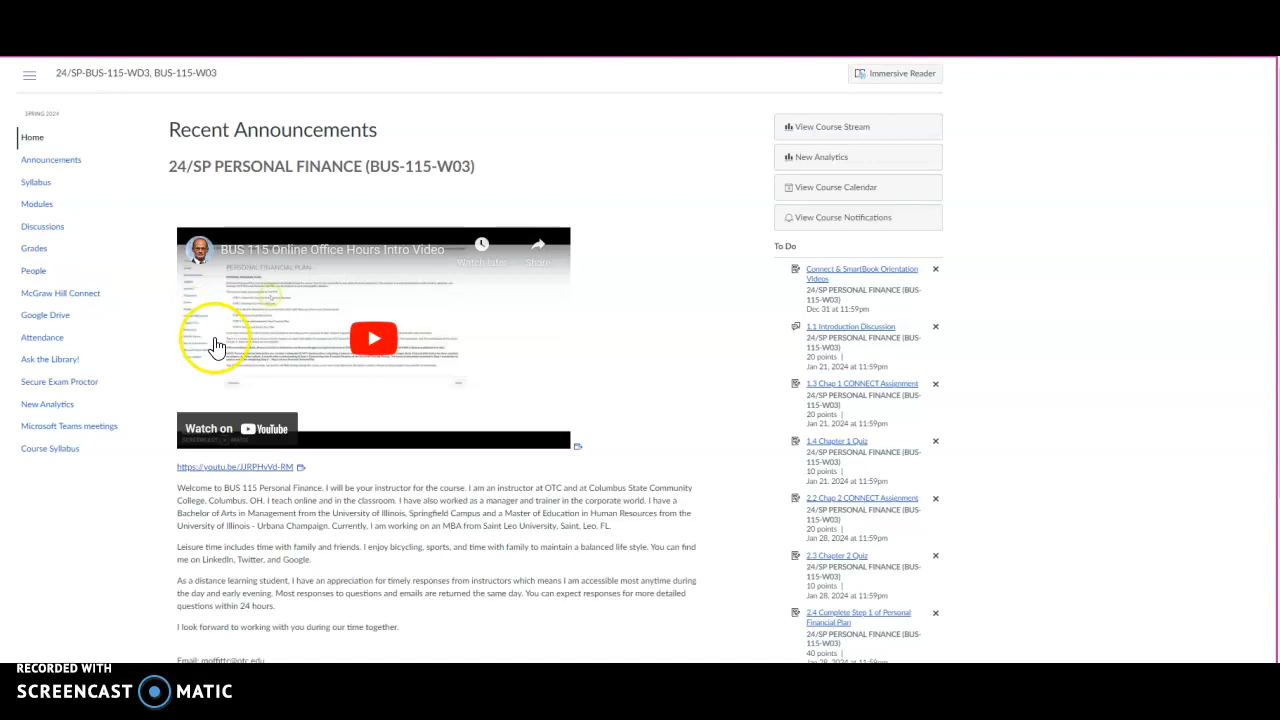 24/SP-BUS-115-WD3, BUS-115-W03
Immersive Reader
SPRING 2024
Home
Announcements
Syllabus
Modules
Discussions
Grades
People
McGraw Hill Connect
Google Drive
Attendance
Ask the Library!
Secure Exam Proctor
New Analytics
Microsoft Teams meetings
Course Syllabus
Recent Announcements
24/SP PERSONAL FINANCE (BUS-115-W03)
BUS 115 Online Office Hours Intro Video
Watch later
Share
PERSONAL FINANCIAL PLAN
Watch on YouTube
https://youtu.be/JJRPHvVd-RM
Welcome to BUS 115 Personal Finance. I will be your instructor for the course. I am an instructor at OTC and at Columbus State Community
College, Columbus, OH. I teach online and in the classroom. I have also worked as a manager and trainer in the corporate world. I have a
Bachelor of Arts in Management from the University of Illinois, Springfield Campus and a Master of Education in Human Resources from the
University of Illinois - Urbana Champaign. Currently, I am working on an MBA from Saint Leo University, Saint, Leo, FL.
Leisure time includes time with family and friends. I enjoy bicycling, sports, and time with family to maintain a balanced life style. You can find
me on LinkedIn, Twitter, and Google.
As a distance learning student, I have an appreciation for timely responses from instructors which means I am accessible most anytime during
the day and early evening. Most responses to questions and emails are returned the same day. You can expect responses for more detailed
questions within 24 hours.
I look forward to working with you during our time together.
Email: moffittc@otc.edu
View Course Stream
New Analytics
View Course Calendar
View Course Notifications
To Do
Connect & SmartBook Orientation
Videos
24/SP PERSONAL FINANCE (BUS-
115-W03)
Dec 31 at 11:59pm
1.1 Introduction Discussion
24/SP PERSONAL FINANCE (BUS-
115-W03)
20 points |
Jan 21, 2024 at 11:59pm
1.3 Chap 1 CONNECT Assignment
24/SP PERSONAL FINANCE (BUS-
115-W03)
20 points |
Jan 21, 2024 at 11:59pm
1.4 Chapter 1 Quiz
24/SP PERSONAL FINANCE (BUS-
115-W03)
10 points |
Jan 21, 2024 at 11:59pm
2.2 Chap 2 CONNECT Assignment
24/SP PERSONAL FINANCE (BUS-
115-W03)
20 points |
Jan 28, 2024 at 11:59pm
2.3 Chapter 2 Quiz
24/SP PERSONAL FINANCE (BUS-
115-W03)
10 points |
Jan 28, 2024 at 11:59pm
2.4 Complete Step 1 of Personal
Financial Plan
24/SP PERSONAL FINANCE (BUS-
115-W03)
40 points |
Jan 28, 2024 at 11:59pm
RECORDED WITH
SCREENCAST MATIC